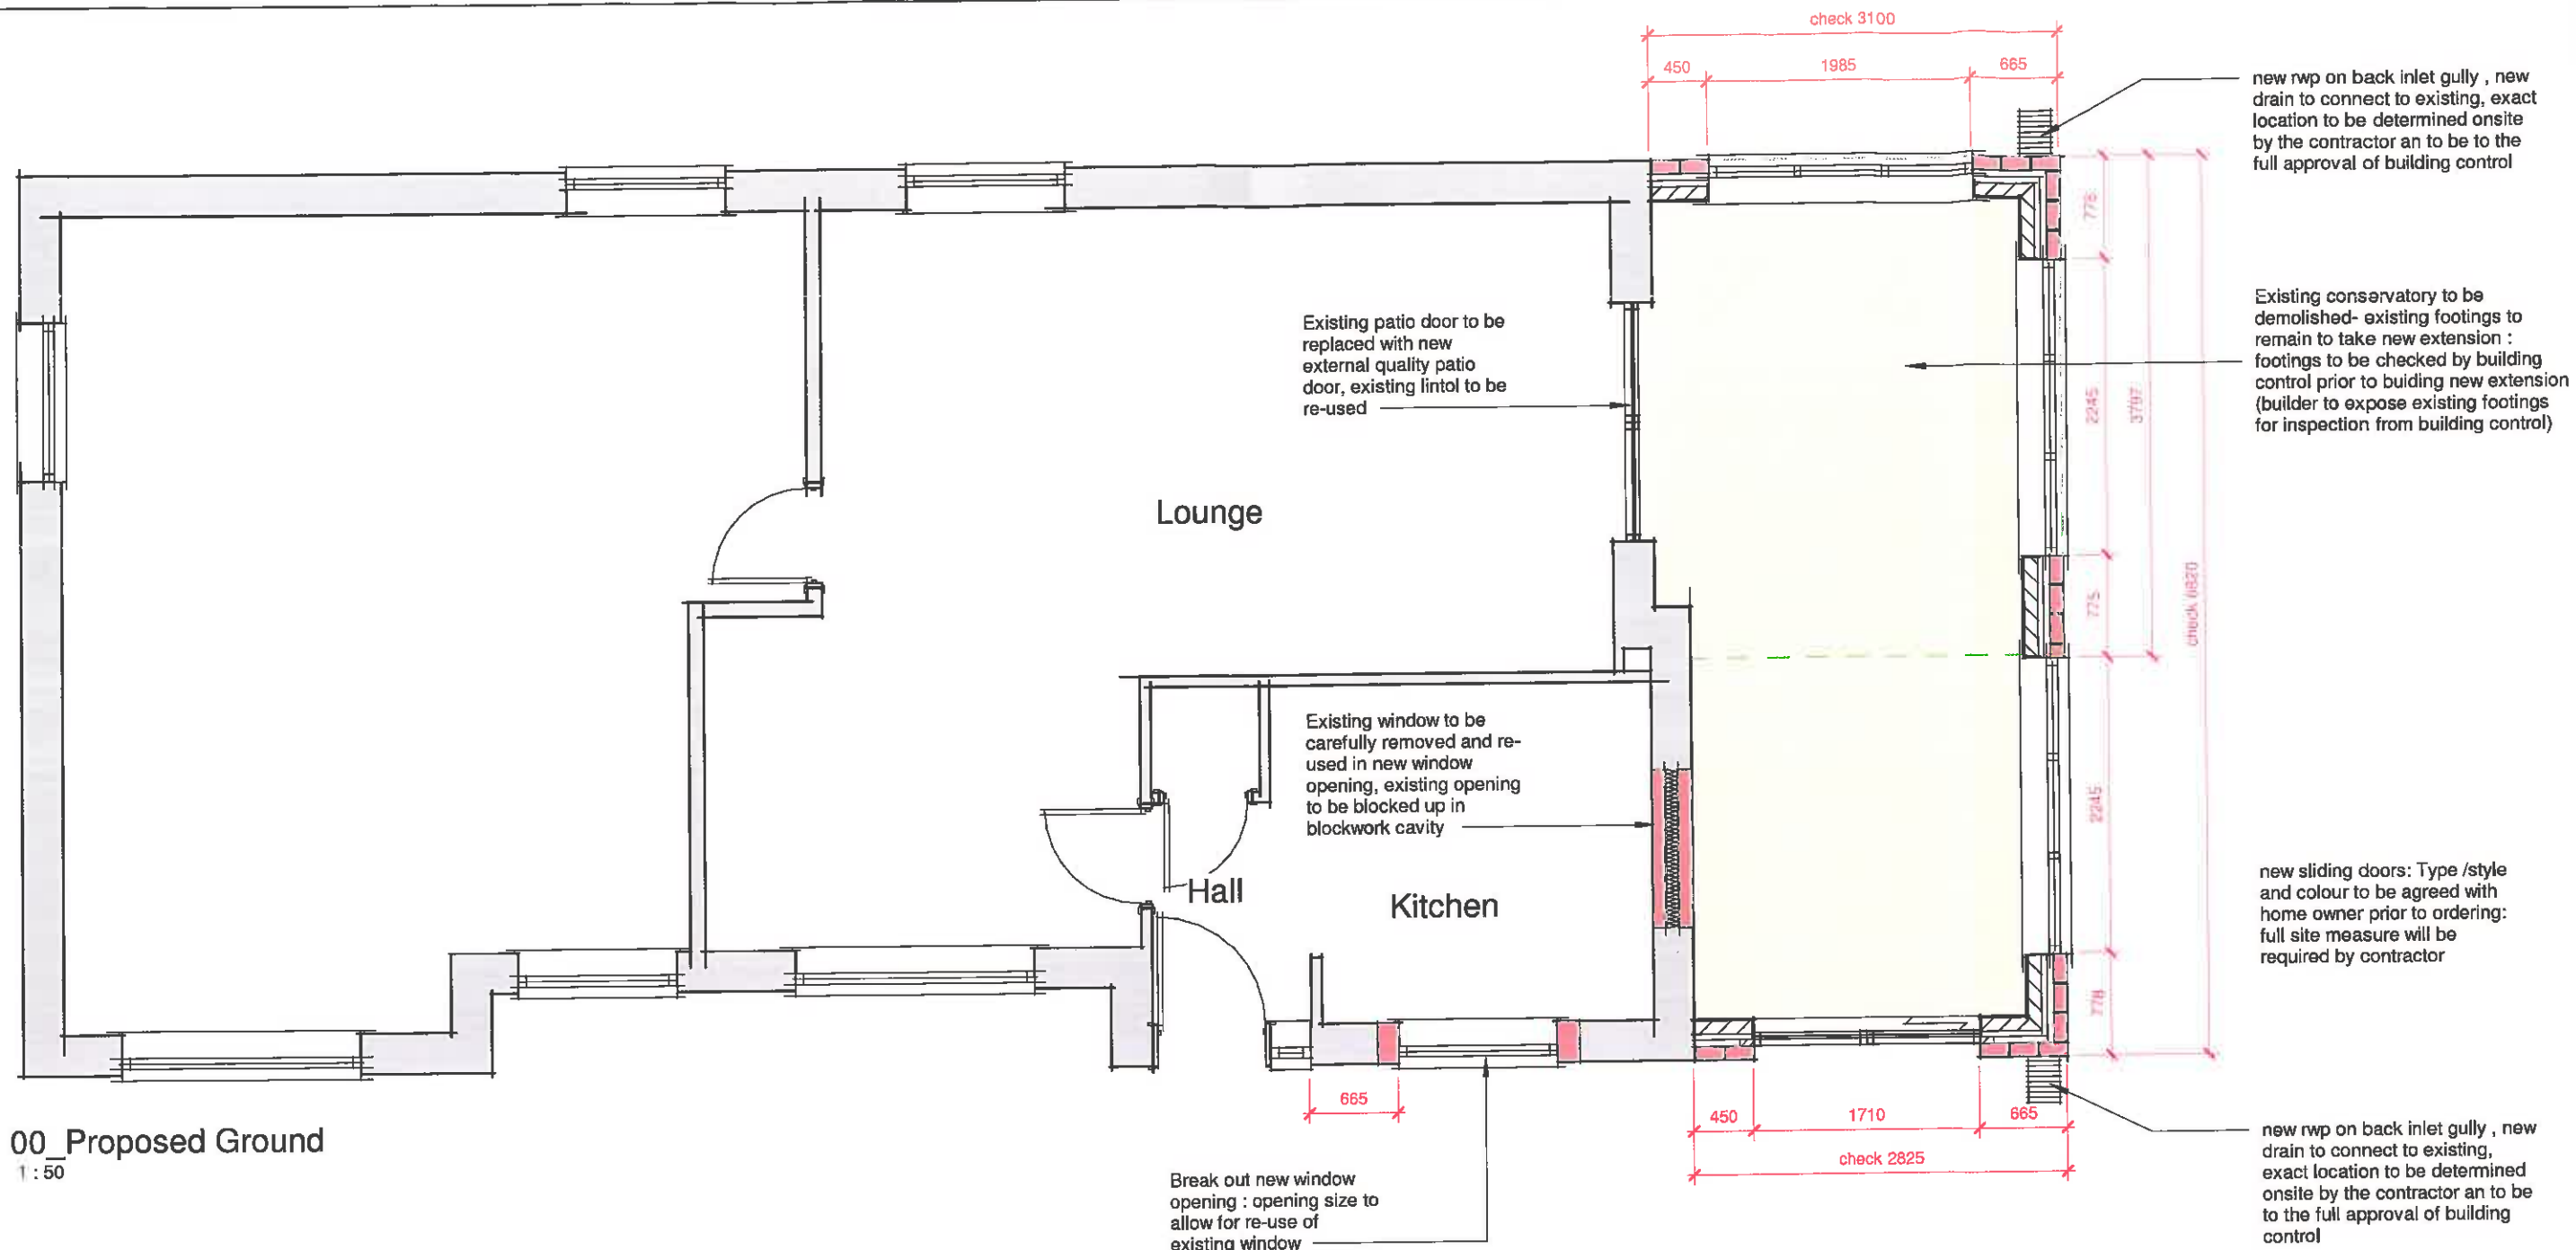 check 3100
450
1985
665
new rwp on back inlet gully , new
drain to connect to existing, exact
location to be determined onsite
by the contractor an to be to the
full approval of building control
778
Existing conservatory to be
demolished- existing footings to
remain to take new extension :
footings to be checked by building
control prior to buiding new extension
(builder to expose existing footings
for inspection from building control)
Existing patio door to be
replaced with new
external quality patio
door, existing lintol to be
re-used
2245
3797
Lounge
775
check 6820
Existing window to be
carefully removed and re-
used in new window
opening, existing opening
to be blocked up in
blockwork cavity
2245
Hall
Kitchen
new sliding doors: Type /style
and colour to be agreed with
home owner prior to ordering:
full site measure will be
required by contractor
778
665
450
1710
665
check 2825
00_Proposed Ground
1 : 50
Break out new window
opening : opening size to
allow for re-use of
existing window
new rwp on back inlet gully , new
drain to connect to existing,
exact location to be determined
onsite by the contractor an to be
to the full approval of building
control